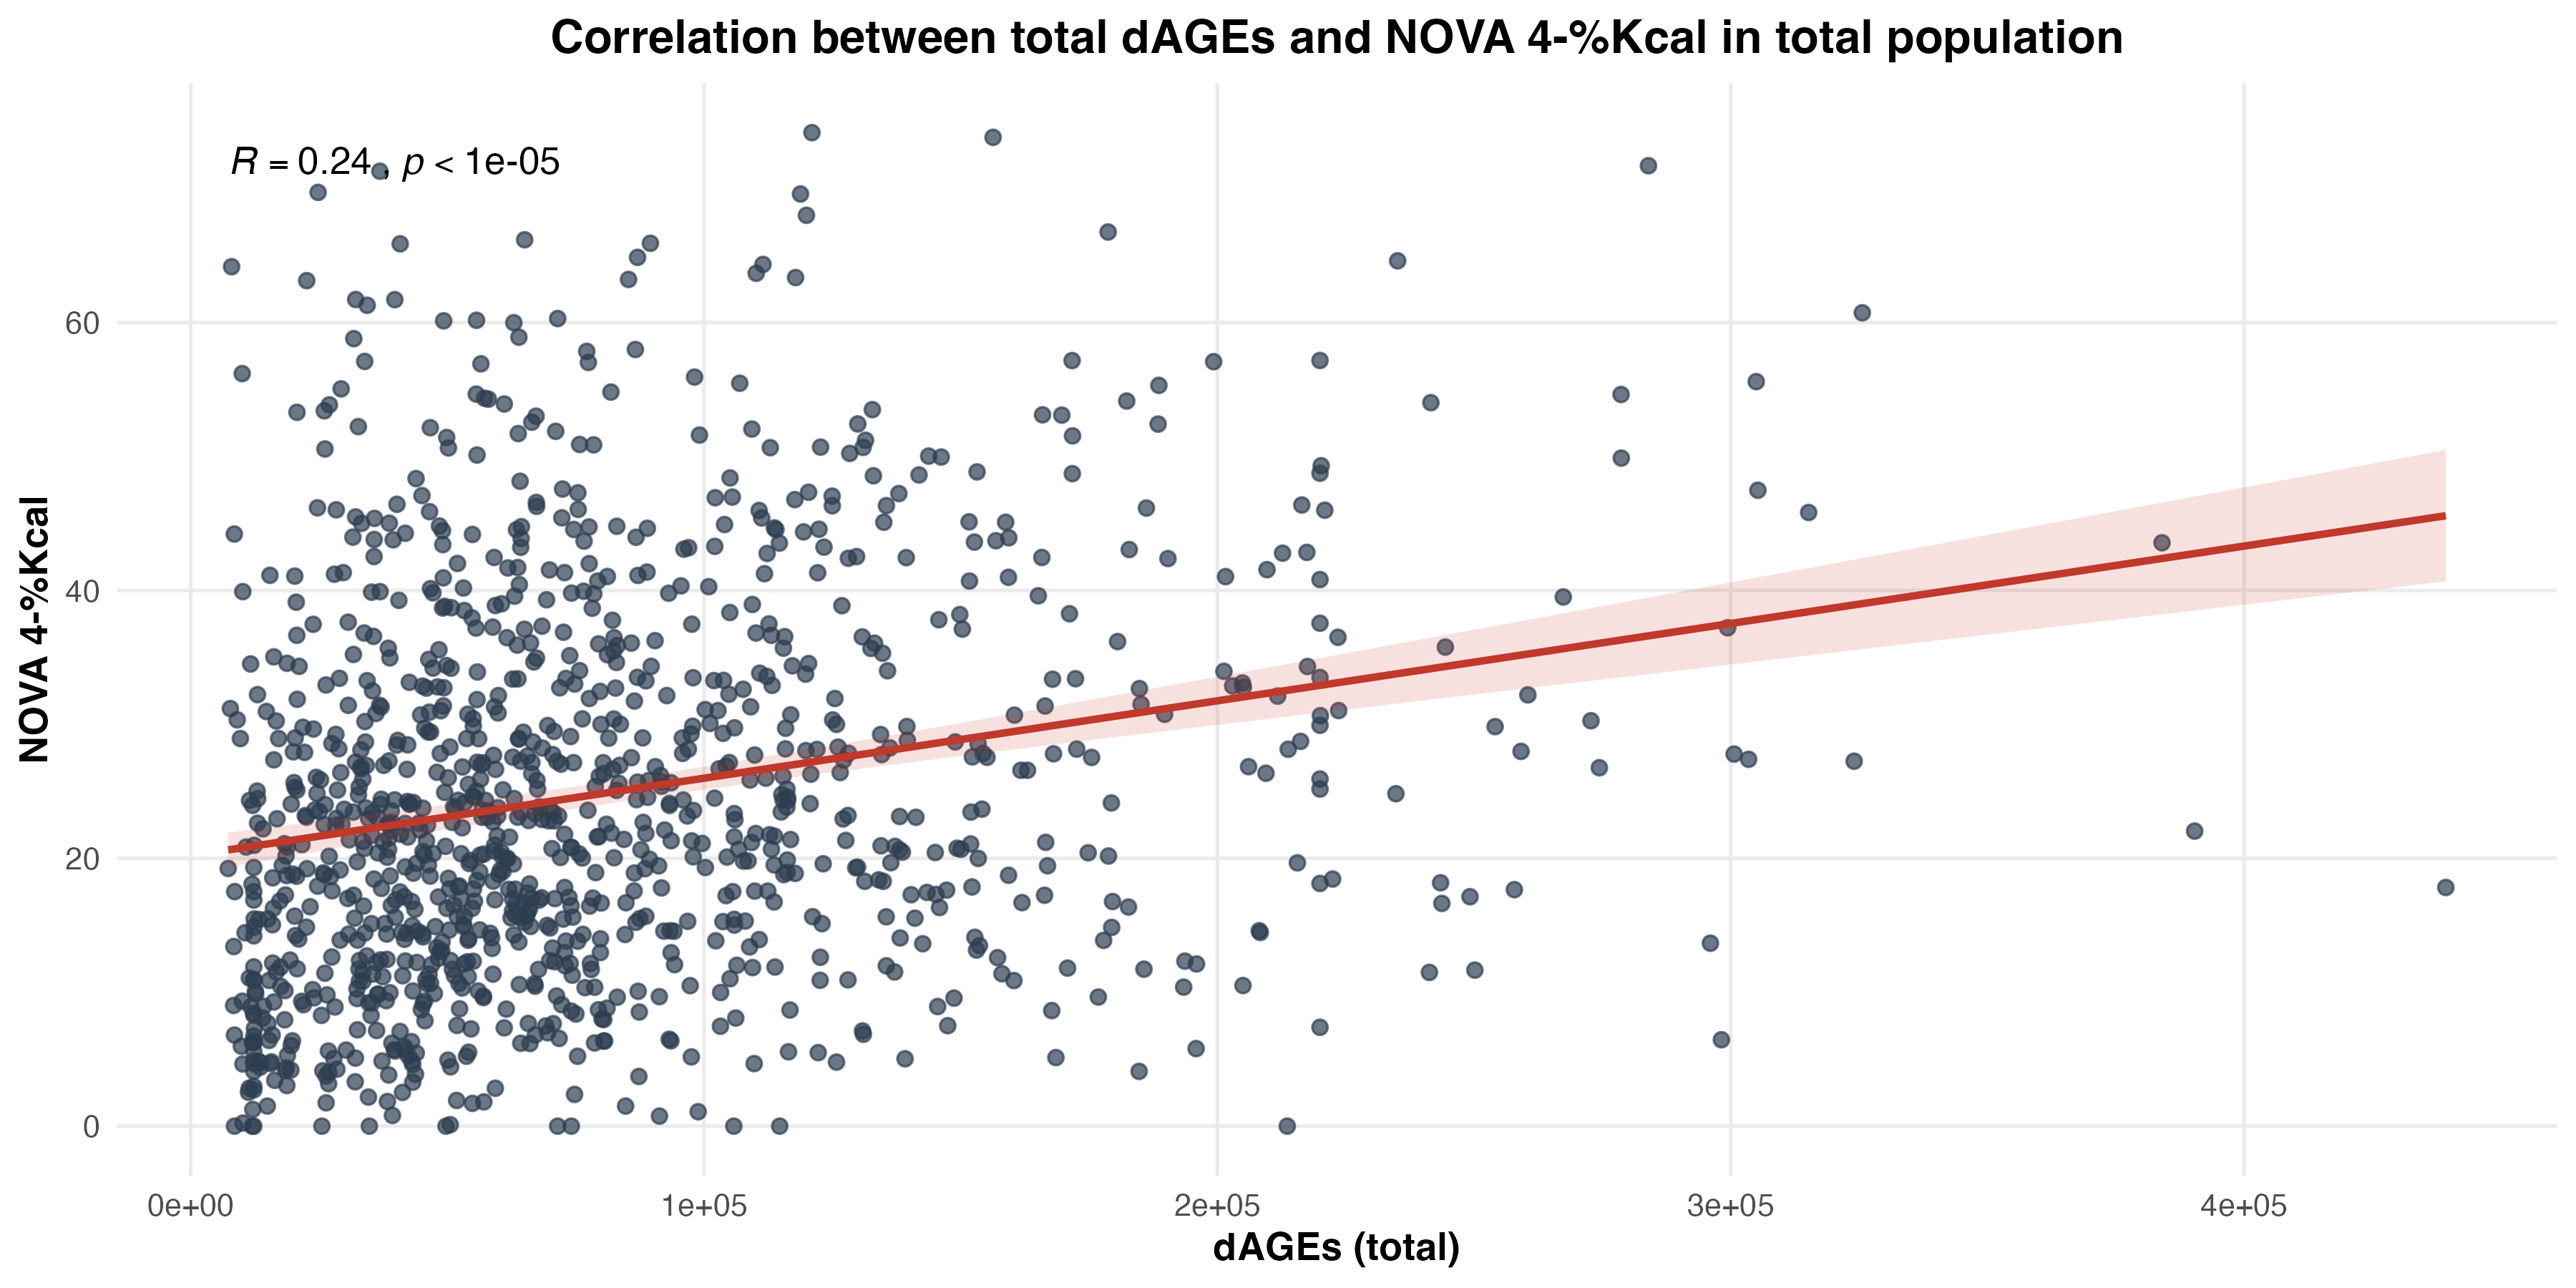 Correlation between total dAGEs and NOVA 4-%Kcal in total population
R = 0.24, p < 1e-05
NOVA 4-%Kcal
60
40
20
0
0e+00 1e+05 2e+05 3e+05 4e+05
dAGEs (total)